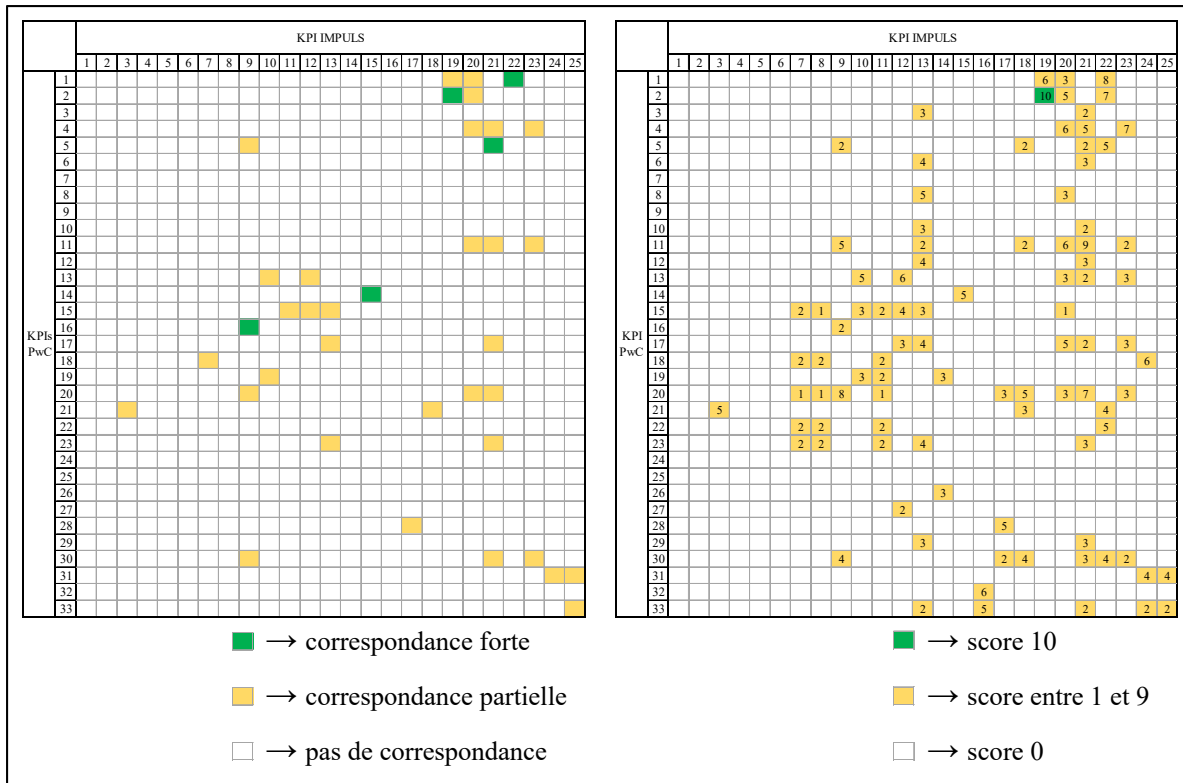 KPI IMPULS
1 2 3 4 5 6 7 8 9 10 11 12 13 14 15 16 17 18 19 20 21 22 23 24 25
1
2
3
4
5
6
7
8
9
10
11
12
13
14
15
16
KPIs
PwC
17
18
19
20
21
22
23
24
25
26
27
28
29
30
31
32
33
→ correspondance forte
→ correspondance partielle
→ pas de correspondance
KPI IMPULS
1 2 3 4 5 6 7 8 9 10 11 12 13 14 15 16 17 18 19 20 21 22 23 24 25
1 6 3 8
2 10 5 7
3 3 2
4 6 5 7
5 2 2 2 5
6 4 3
7
8 5 3
9
10 3 2
11 5 2 2 6 9 2
12 4 3
13 5 6 3 2 3
14 5
15 2 1 3 2 4 3 1
16 2
KPI
PwC
17 3 4 5 2 3
18 2 2 2 6
19 3 2 3
20 1 1 8 1 3 5 3 7 3
21 5 3 4
22 2 2 2 5
23 2 2 2 4 3
24
25
26 3
27 2
28 5
29 3 3
30 4 2 4 3 4 2
31 4 4
32 6
33 2 5 2 2 2
→ score 10
→ score entre 1 et 9
→ score 0